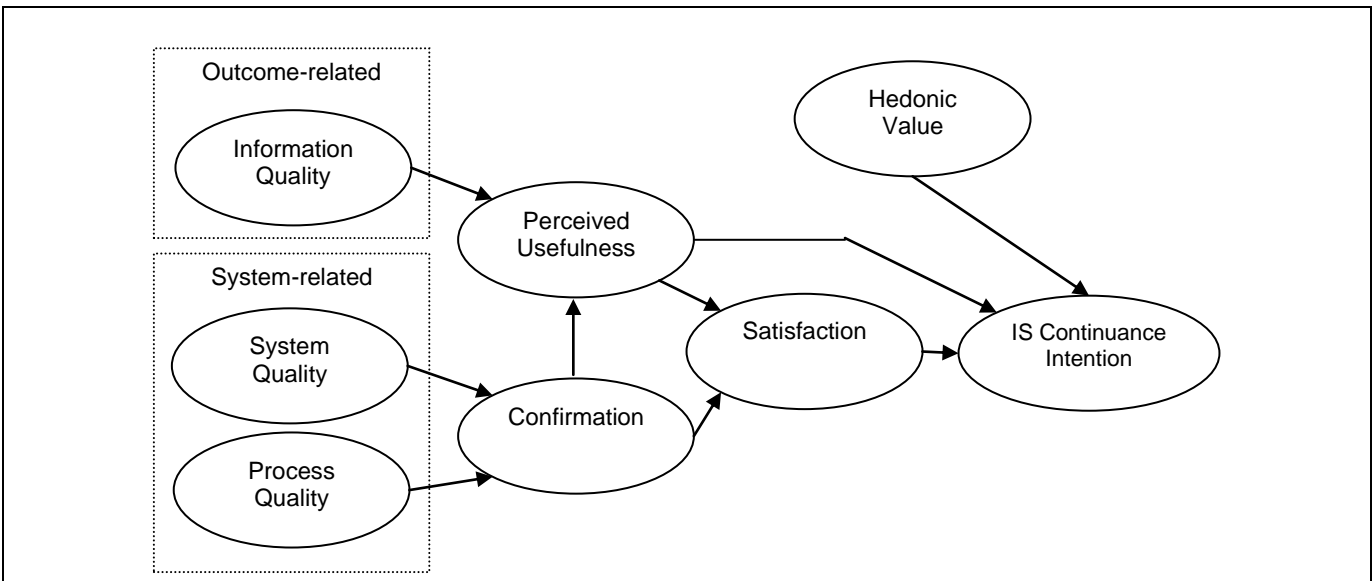 Outcome-related
Information
Quality
System-related
System
Quality
Process
Quality
Perceived
Usefulness
Confirmation
Satisfaction
Hedonic
Value
IS Continuance
Intention